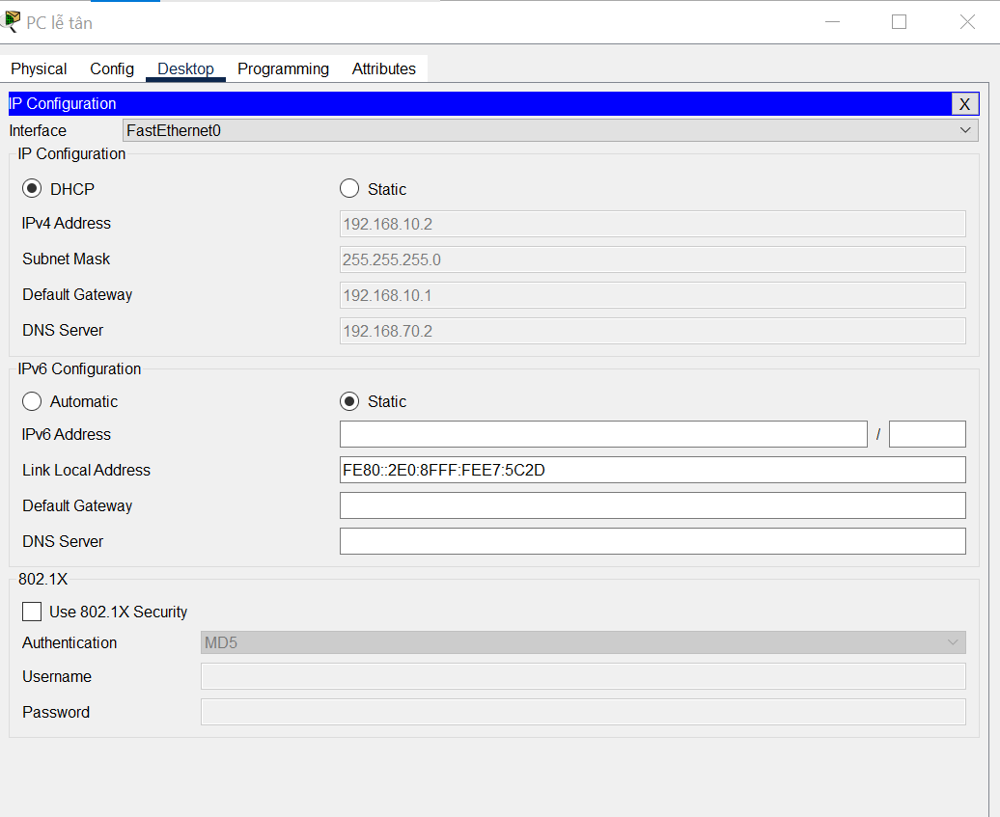 PC lễ tân
Physical Config Desktop Programming Attributes
IP Configuration X
Interface FastEthernet0
IP Configuration
DHCP Static
IPv4 Address 192.168.10.2
Subnet Mask 255.255.255.0
Default Gateway 192.168.10.1
DNS Server 192.168.70.2
IPv6 Configuration
Automatic Static
IPv6 Address /
Link Local Address FE80::2E0:8FFF:FEE7:5C2D
Default Gateway
DNS Server
802.1X
Use 802.1X Security
Authentication MD5
Username
Password